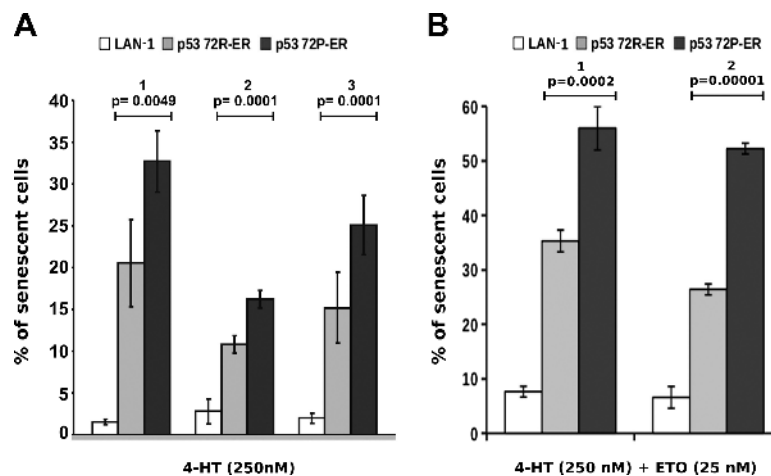 A
B
LAN-1 p53 72R-ER p53 72P-ER
LAN-1 p53 72R-ER p53 72P-ER
1 2 3
p= 0.0049 p= 0.0001 p= 0.0001
1 2
p=0.0002 p=0.00001
% of senescent cells
40
35
30
25
20
15
10
5
0
4-HT (250nM)
% of senescent cells
60
50
40
30
20
10
0
4-HT (250 nM) + ETO (25 nM)